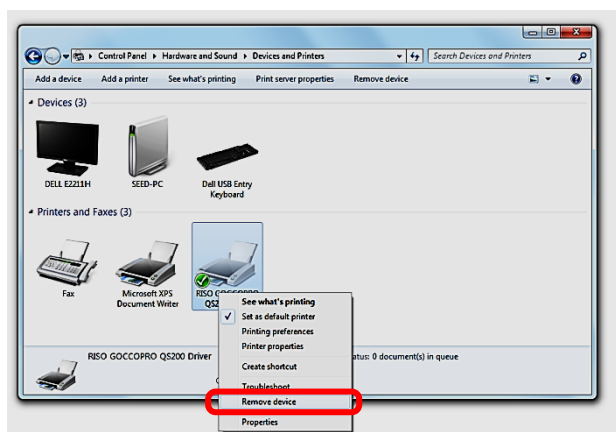 Control Panel ▸ Hardware and Sound ▸ Devices and Printers
Search Devices and Printers
Add a device Add a printer See what's printing Print server properties Remove device
Devices (3)
DELL E2211H
SEED-PC
Dell USB Entry
Keyboard
Printers and Faxes (3)
Fax
Microsoft XPS
Document Writer
RISO GOCCOPRO
See what's printing
Set as default printer
Printing preferences
Printer properties
Create shortcut
Troubleshoot
Remove device
Properties
RISO GOCCOPRO QS200 Driver
0 document(s) in queue